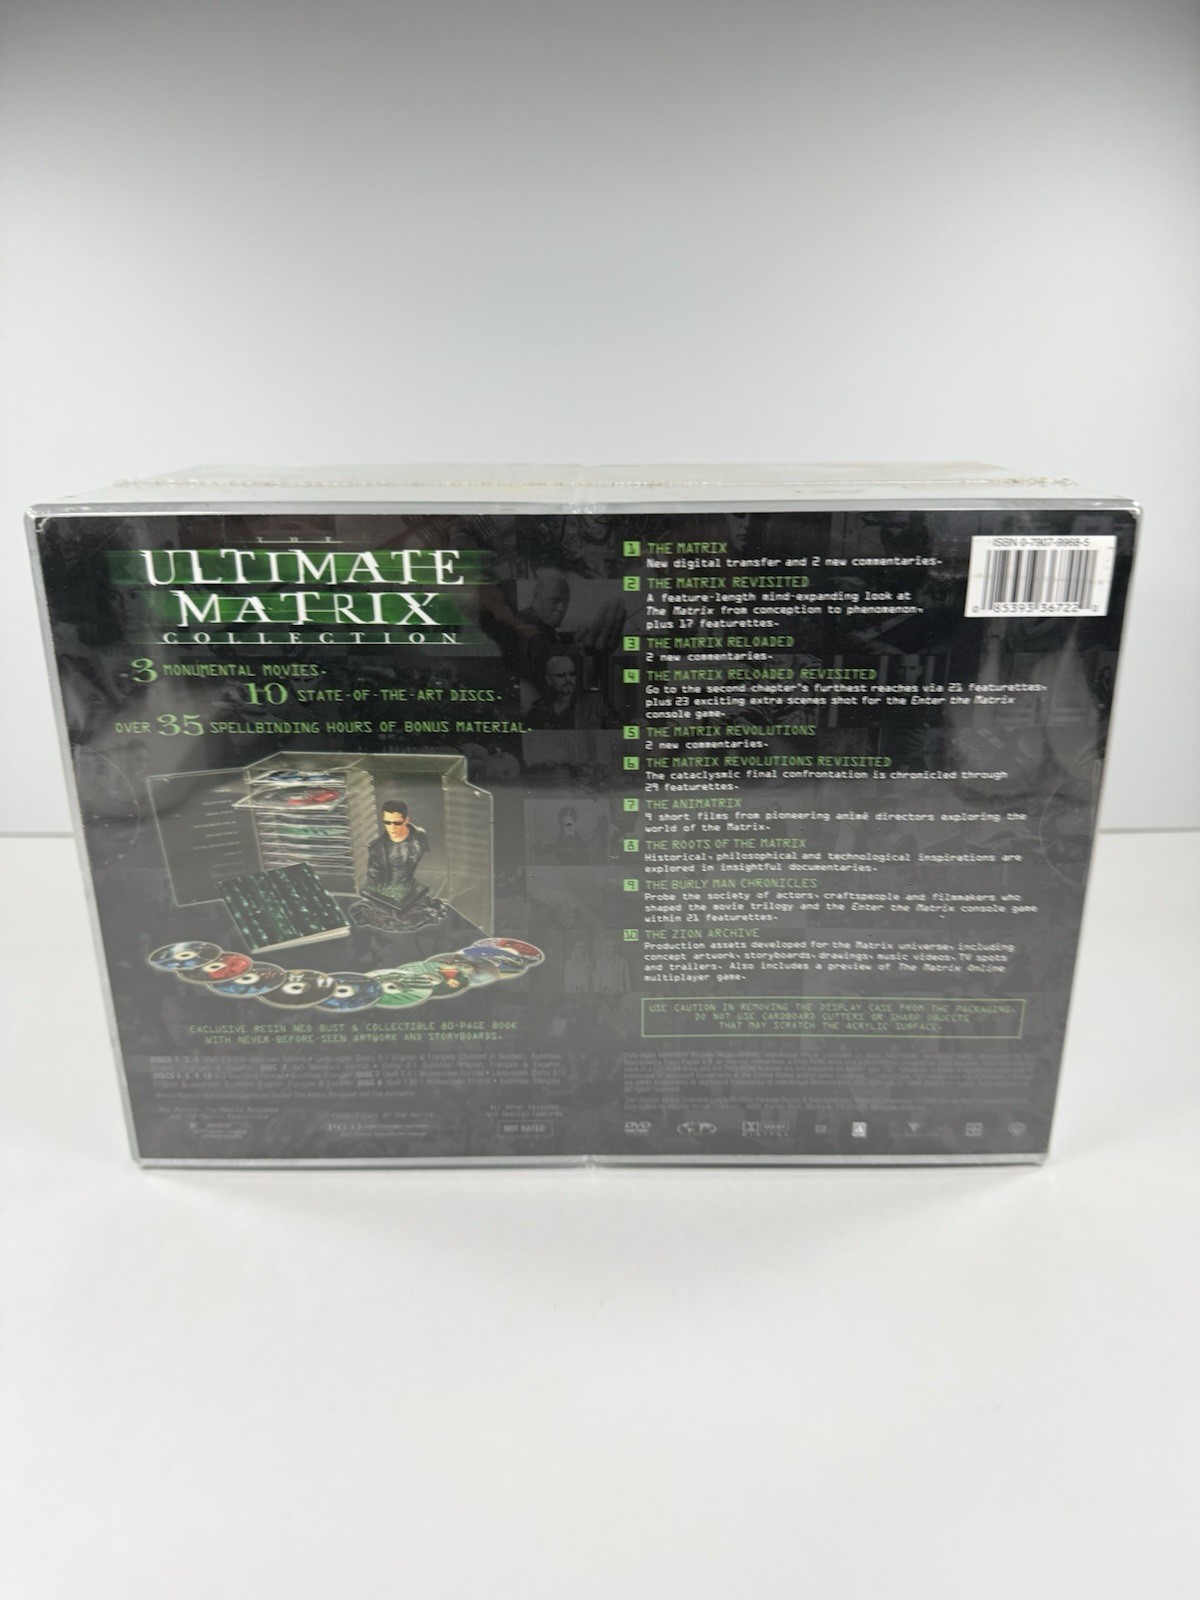 THE
ULTIMATE
MATRIX
COLLECTION
3 MONUMENTAL MOVIES.
10 STATE-OF-THE-ART DISCS.
OVER 35 SPELLBINDING HOURS OF BONUS MATERIAL.
EXCLUSIVE RESIN NEO BUST & COLLECTIBLE 80-PAGE BOOK
WITH NEVER-BEFORE-SEEN ARTWORK AND STORYBOARDS.
1 THE MATRIX
New digital transfer and 2 new commentaries.
2 THE MATRIX REVISITED
A feature-length mind-expanding look at
The Matrix from conception to phenomenon,
plus 17 featurettes.
3 THE MATRIX RELOADED
2 new commentaries.
4 THE MATRIX RELOADED REVISITED
Go to the second chapter's furthest reaches via 21 featurettes,
plus 23 exciting extra scenes shot for the Enter the Matrix
console game.
5 THE MATRIX REVOLUTIONS
2 new commentaries.
6 THE MATRIX REVOLUTIONS REVISITED
The cataclysmic final confrontation is chronicled through
29 featurettes.
7 THE ANIMATRIX
9 short films from pioneering animé directors exploring the
world of the Matrix.
8 THE ROOTS OF THE MATRIX
Historical, philosophical and technological inspirations are
explored in insightful documentaries.
9 THE BURLY MAN CHRONICLES
Probe the society of actors, craftspeople and filmmakers who
shaped the movie trilogy and the Enter the Matrix console game
within 21 featurettes.
10 THE ZION ARCHIVE
Production assets developed for the Matrix universe, including
concept artwork, storyboards, drawings, music videos, TV spots
and trailers. Also includes a preview of The Matrix Online
multiplayer game.
USE CAUTION IN REMOVING THE DISPLAY CASE FROM THE PACKAGING.
DO NOT USE CARDBOARD CUTTERS OR SHARP OBJECTS
THAT MAY SCRATCH THE ACRYLIC SURFACE.
ISBN 0-7907-8968-5
0 85393 36722 0
NOT RATED
DVD
DOLBY
DIGITAL